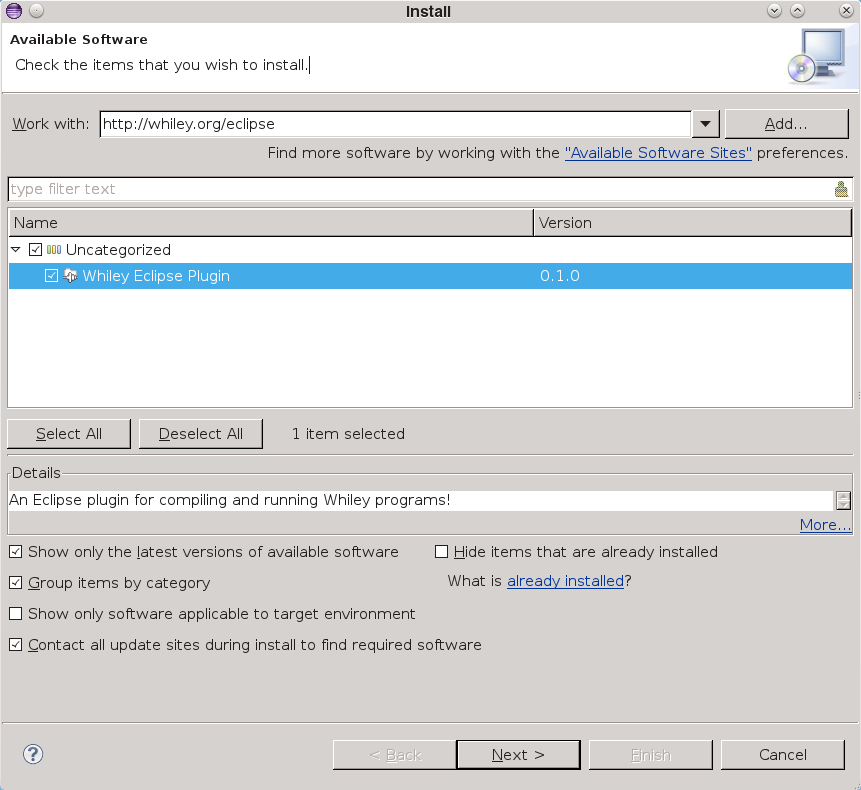 Install
Available Software
Check the items that you wish to install.
Work with: http://whiley.org/eclipse Add...
Find more software by working with the "Available Software Sites" preferences.
type filter text
Name Version
Uncategorized
Whiley Eclipse Plugin 0.1.0
Select All Deselect All 1 item selected
Details
An Eclipse plugin for compiling and running Whiley programs!
More...
Show only the latest versions of available software Hide items that are already installed
Group items by category What is already installed?
Show only software applicable to target environment
Contact all update sites during install to find required software
? < Back Next > Finish Cancel